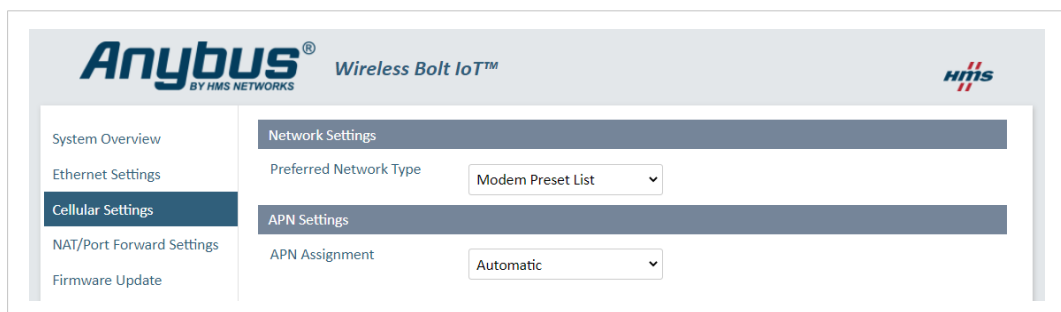 Anybus®
BY HMS NETWORKS
Wireless Bolt IoT™
HMS
System Overview
Ethernet Settings
Cellular Settings
NAT/Port Forward Settings
Firmware Update
Network Settings
Preferred Network Type
Modem Preset List
APN Settings
APN Assignment
Automatic